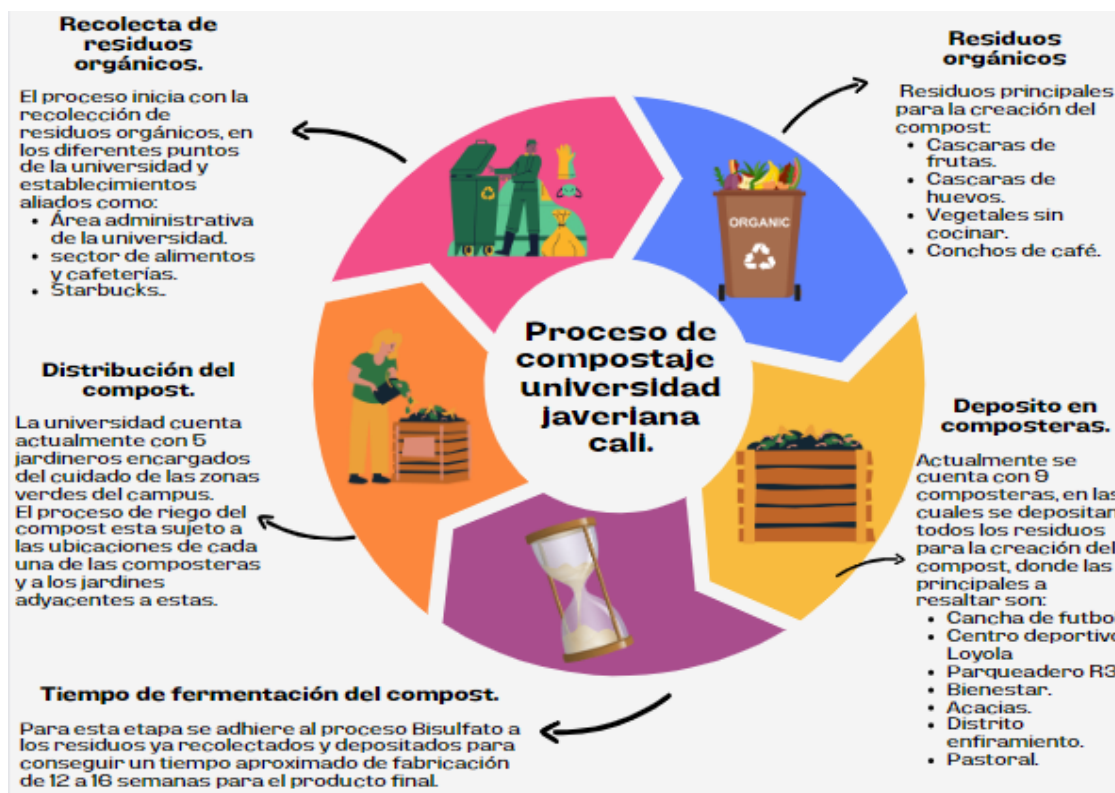 Recolecta de
residuos
orgánicos.
El proceso inicia con la
recolección de
residuos orgánicos, en
los diferentes puntos
de la universidad y
establecimientos
aliados como:
• Área administrativa
de la universidad.
• sector de alimentos
y cafeterías.
• Starbucks..
Residuos
orgánicos
Residuos principales
para la creación del
compost:
• Cascaras de
frutas.
• Cascaras de
huevos.
• Vegetales sin
cocinar.
• Conchos de café.
ORGANIC
Proceso de
compostaje
universidad
javeriana
cali.
Deposito en
composteras.
Actualmente se
cuenta con 9
composteras, en las
cuales se depositan
todos los residuos
para la creación del
compost, donde las
principales a
resaltar son:
• Cancha de futbo
• Centro deportivo
Loyola
• Parqueadero R3
• Bienestar.
• Acacias.
• Distrito
enfiramiento.
• Pastoral.
Tiempo de fermentación del compost.
Para esta etapa se adhiere al proceso Bisulfato a
los residuos ya recolectados y depositados para
conseguir un tiempo aproximado de fabricación
de 12 a 16 semanas para el producto final.
Distribución del
compost.
La universidad cuenta
actualmente con 5
jardineros encargados
del cuidado de las zonas
verdes del campus.
El proceso de riego del
compost esta sujeto a
las ubicaciones de cada
una de las composteras
y a los jardines
adyacentes a estas.